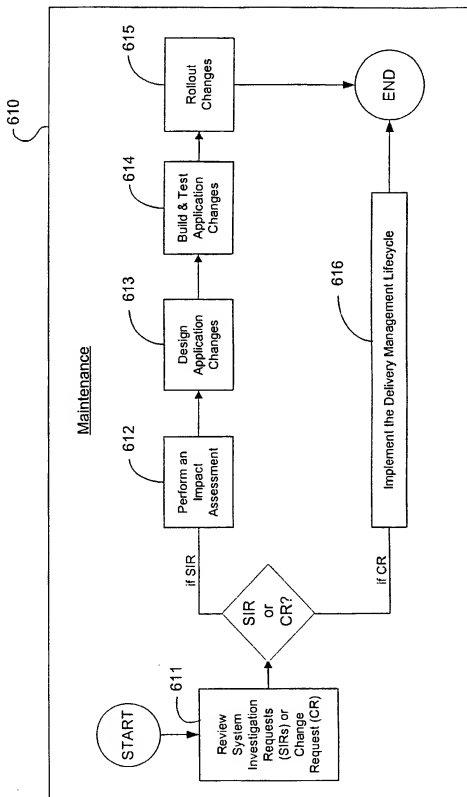 610
Maintenance
START
611
Review
System
Investigation
Requests
(SIRs) or
Change
Request (CR)
SIR
or
CR?
if SIR
612
Perform an
Impact
Assessment
613
Design
Application
Changes
614
Build & Test
Application
Changes
615
Rollout
Changes
if CR
616
Implement the Delivery Management Lifecycle
END